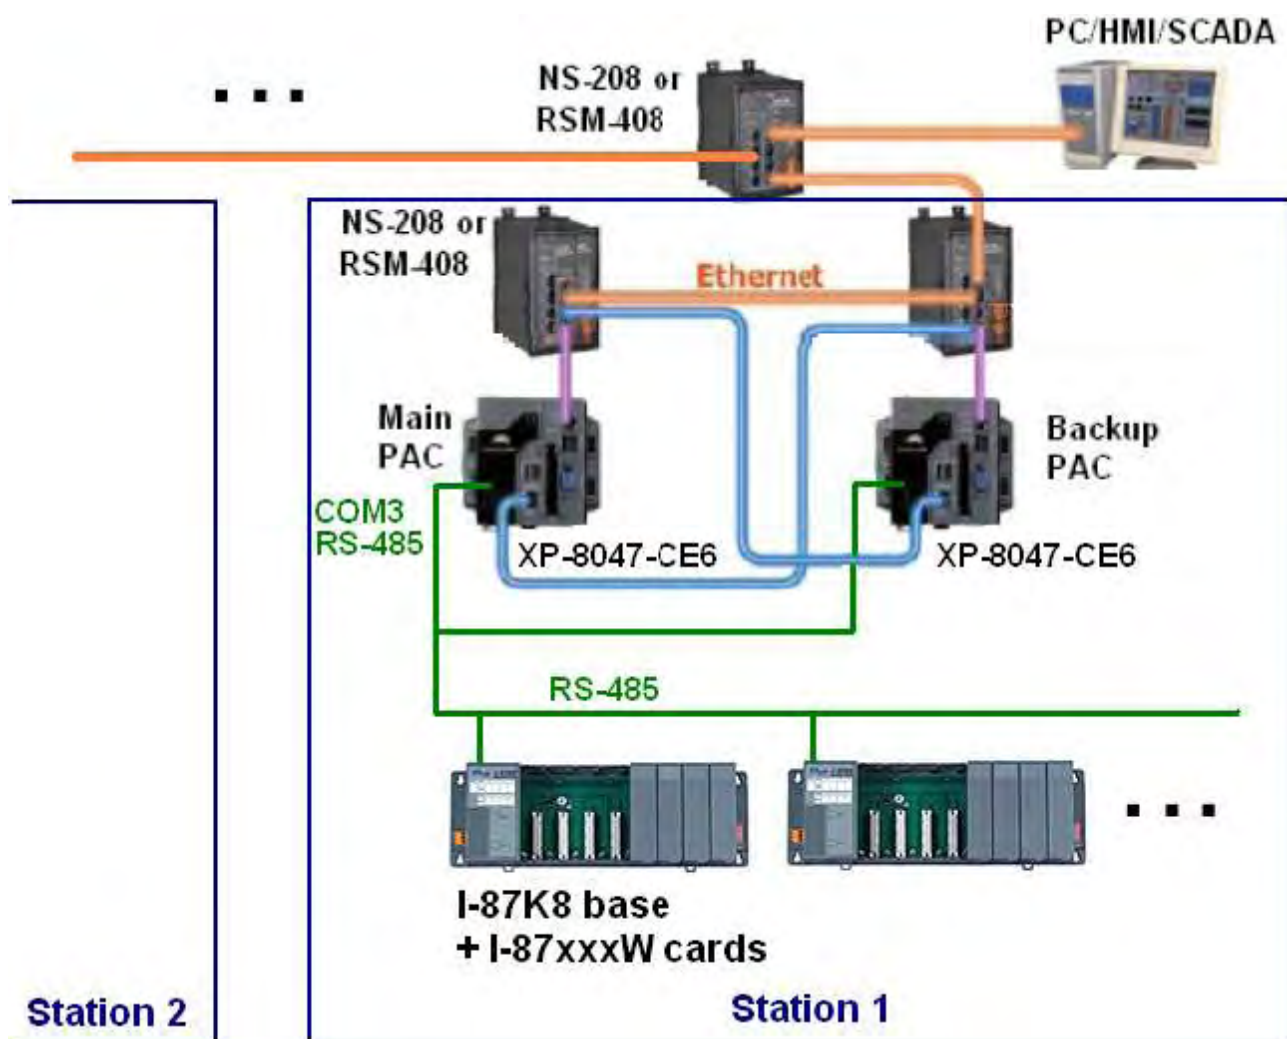 PC/HMI/SCADA
NS-208 or
RSM-408
NS-208 or
RSM-408
Ethernet
Main
PAC
Backup
PAC
COM3
RS-485
XP-8047-CE6
XP-8047-CE6
RS-485
I-87K8 base
+ I-87xxxW cards
Station 2
Station 1